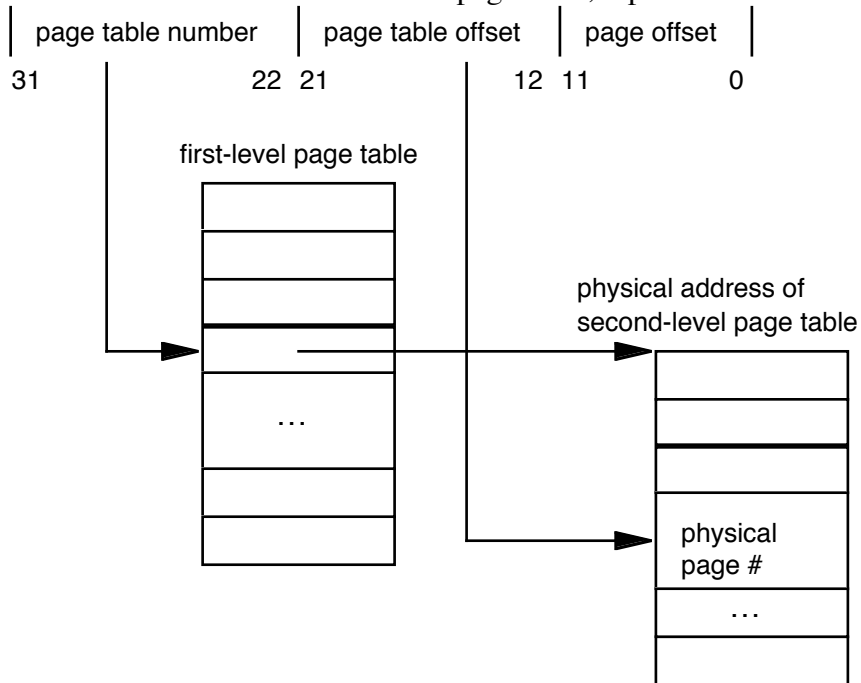 page table number page table offset page offset
31 22 21 12 11 0
first-level page table
physical address of
second-level page table
...
physical
page #
...